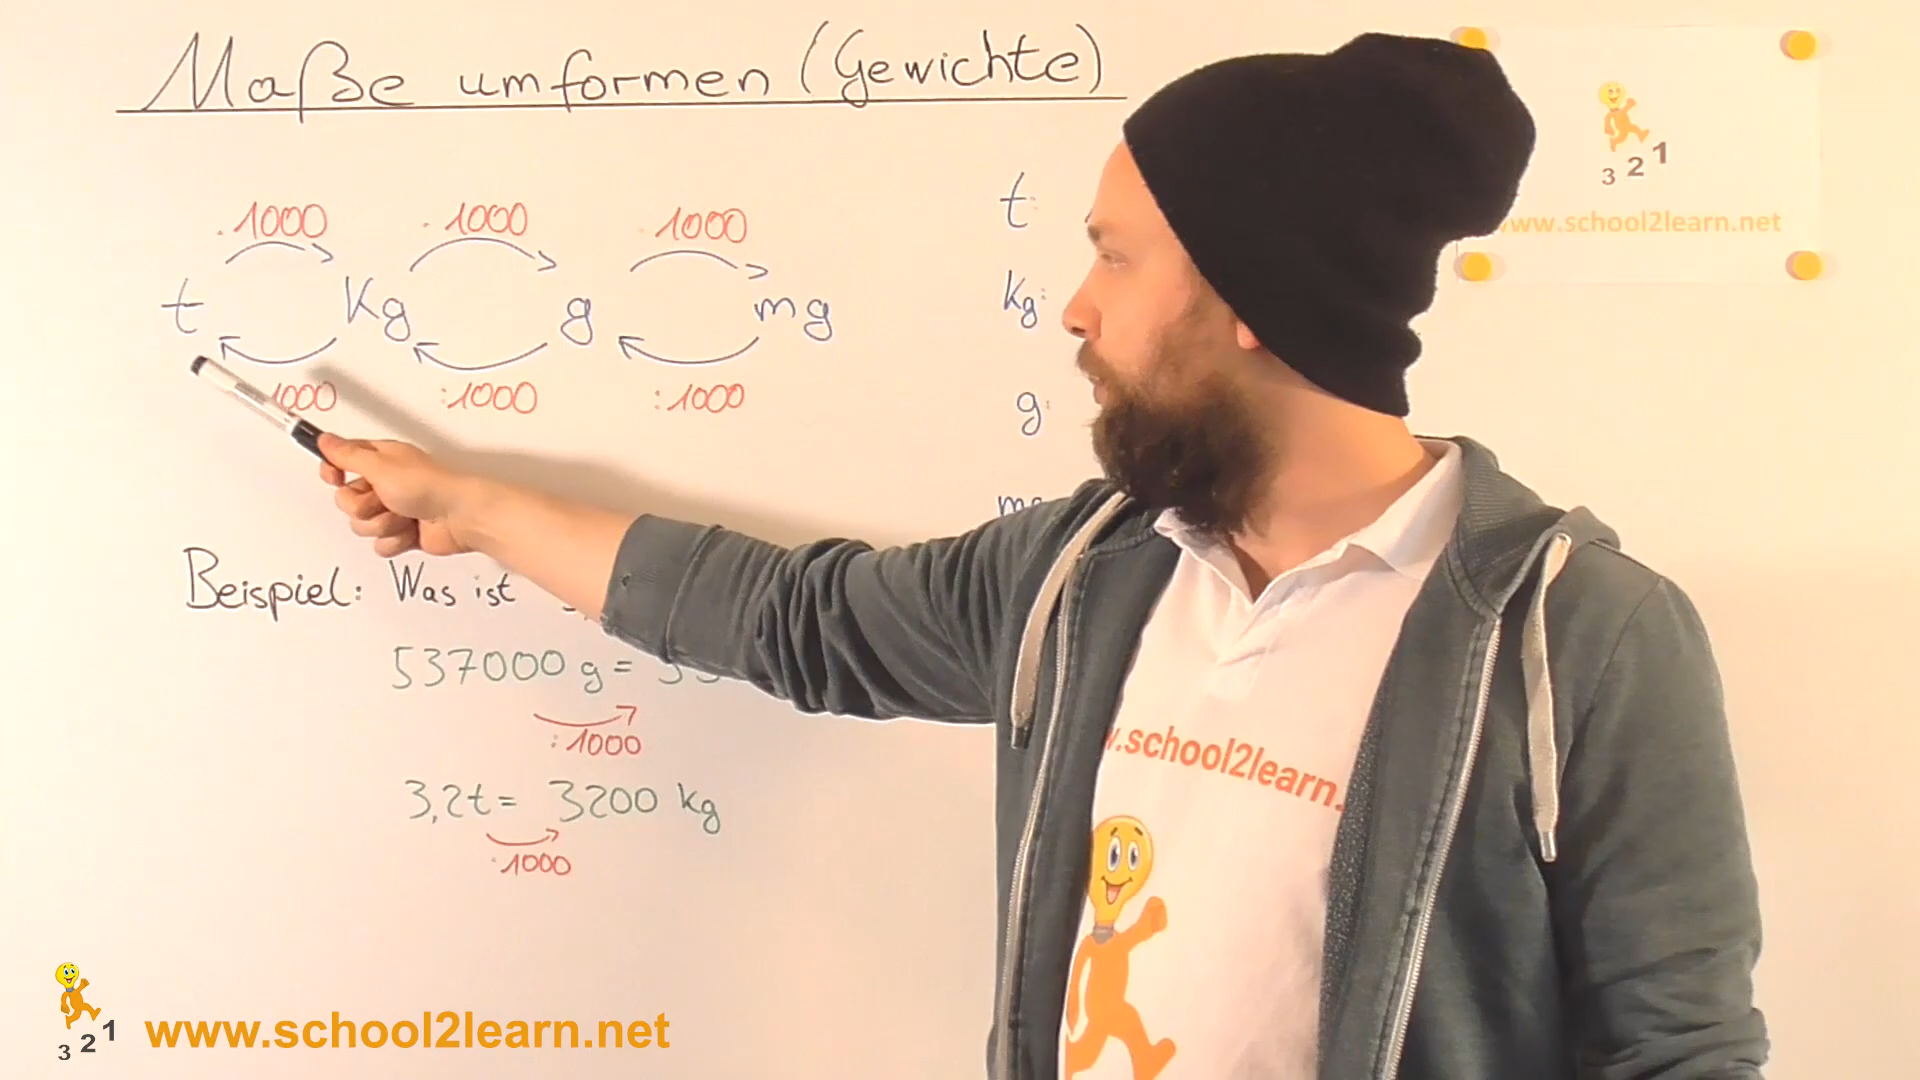 Maße umformen (Gewichte)
·1000 ·1000 ·1000
t kg g mg
1000 :1000 :1000
t:
kg:
g:
Beispiel: Was ist
537000 g =
:1000
3,2t = 3200 kg
·1000
3 2 1
www.school2learn.net
.school2learn.
3 2 1
www.school2learn.net